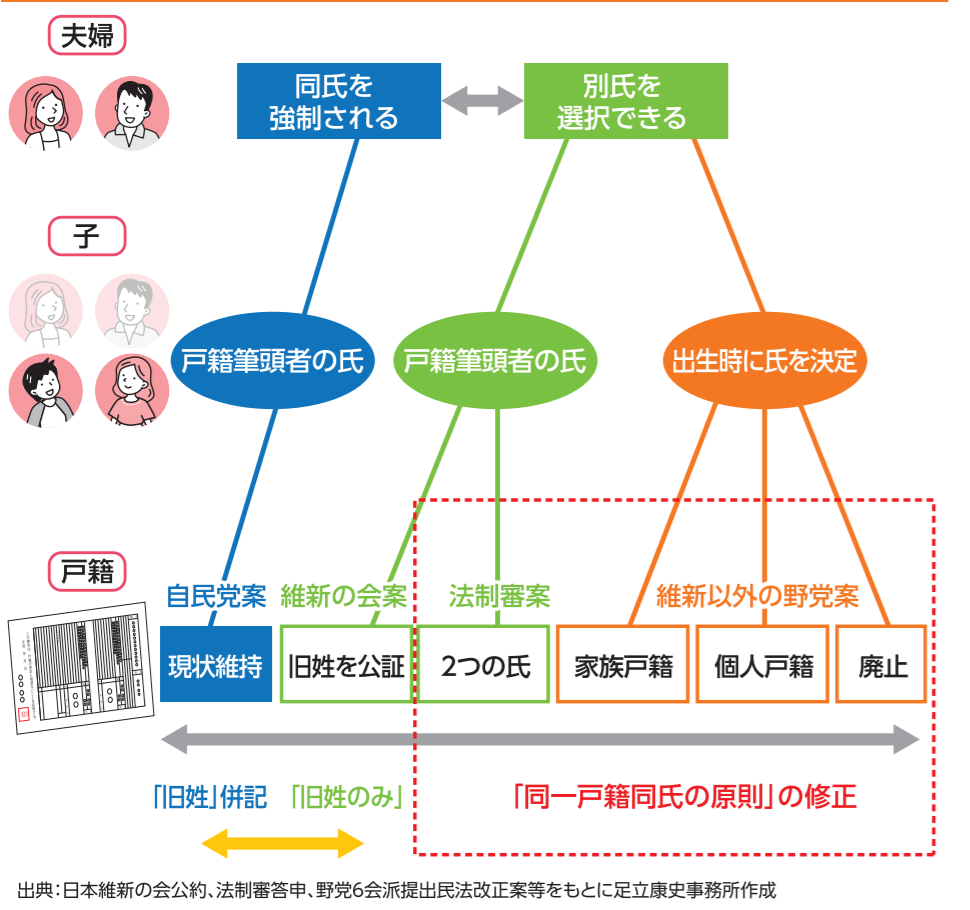 夫婦
同氏を
強制される
別氏を
選択できる
子
戸籍筆頭者の氏
戸籍筆頭者の氏
出生時に氏を決定
戸籍
自民党案
維新の会案
法制審案
維新以外の野党案
現状維持
旧姓を公証
2つの氏
家族戸籍
個人戸籍
廃止
「旧姓」併記
「旧姓のみ」
「同一戸籍同氏の原則」の修正
出典:日本維新の会公約、法制審答申、野党6会派提出民法改正案等をもとに足立康史事務所作成